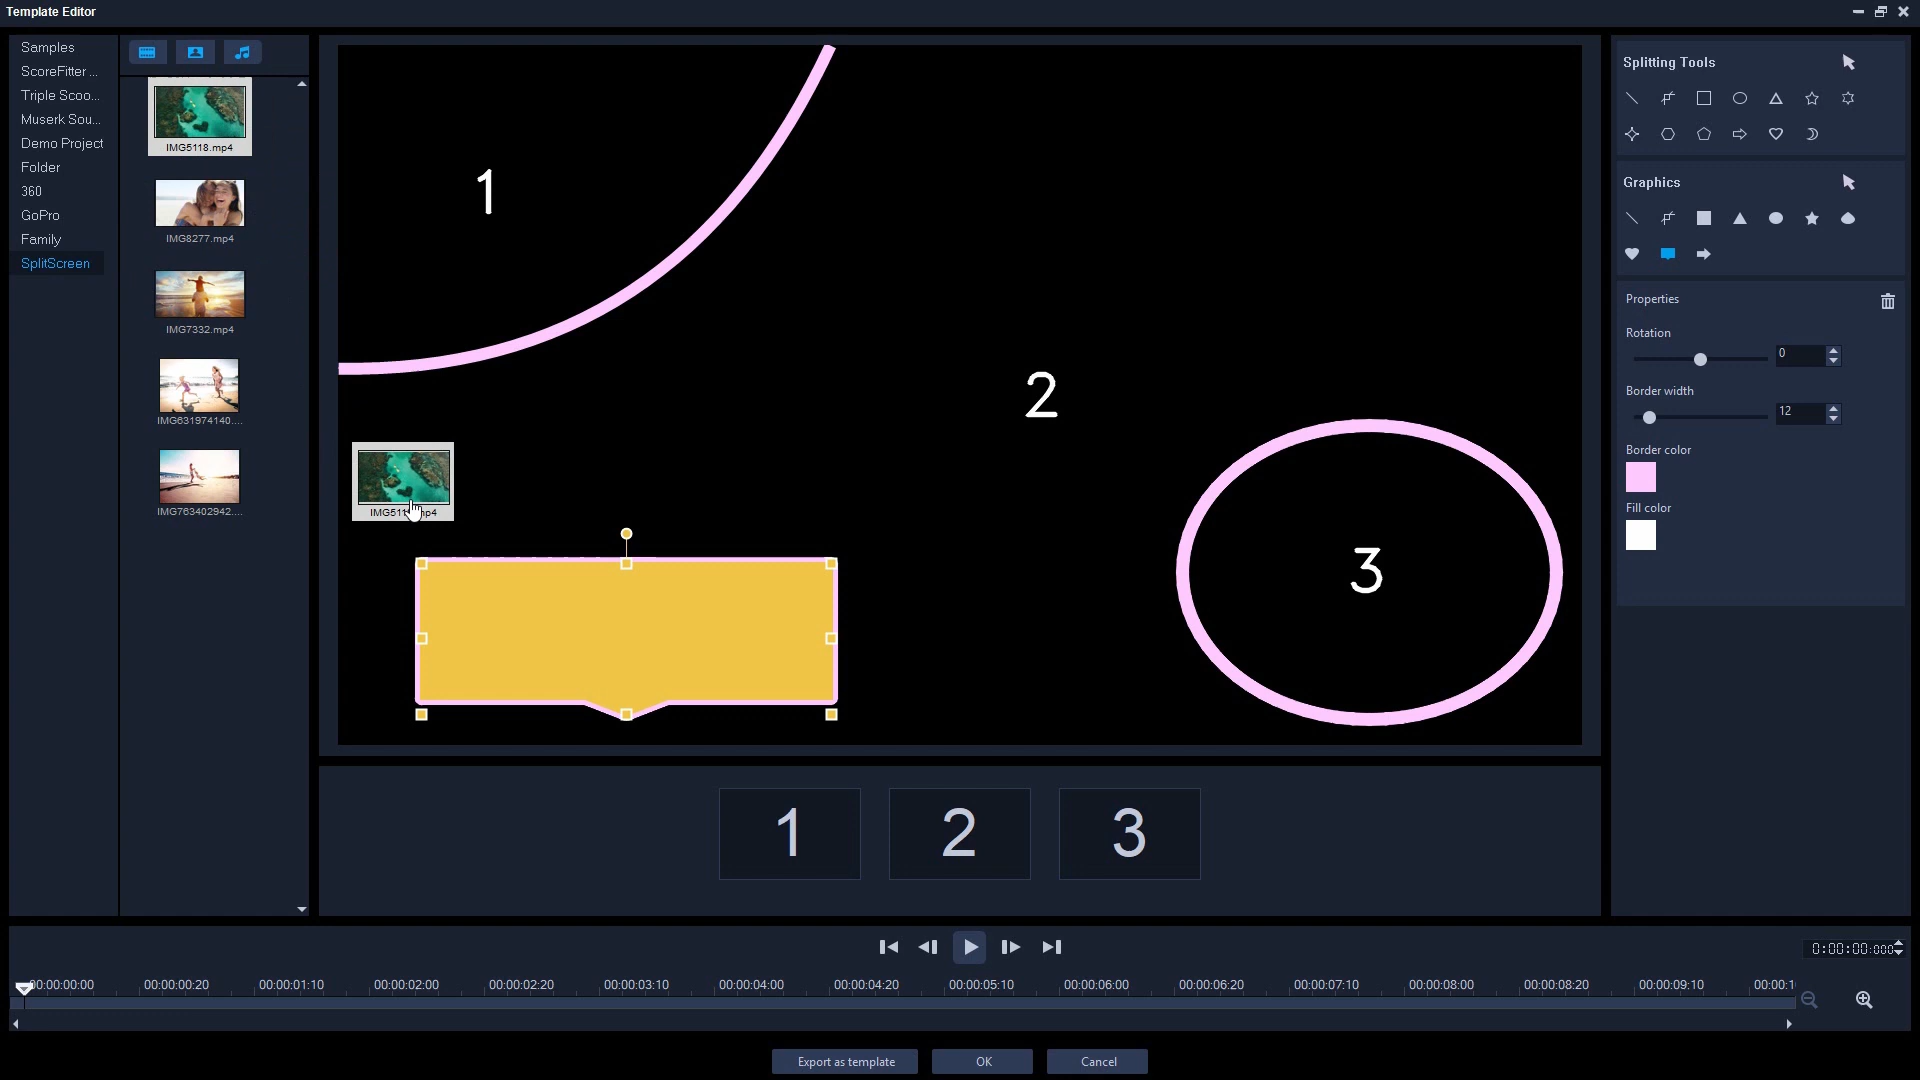 Template Editor
Samples
ScoreFitter ...
Triple Scoo...
Muserk Sou...
Demo Project
Folder
360
GoPro
Family
SplitScreen
IMG5118.mp4
IMG8277.mp4
IMG7332.mp4
IMG631974140....
IMG763402942....
1
2
3
1 2 3
Splitting Tools
Graphics
Properties
Rotation
0
Border width
12
Border color
Fill color
0:00:00:000
00:00:00:00 00:00:00:20 00:00:01:10 00:00:02:00 00:00:02:20 00:00:03:10 00:00:04:00 00:00:04:20 00:00:05:10 00:00:06:00 00:00:06:20 00:00:07:10 00:00:08:00 00:00:08:20 00:00:09:10 00:00:1
Export as template OK Cancel